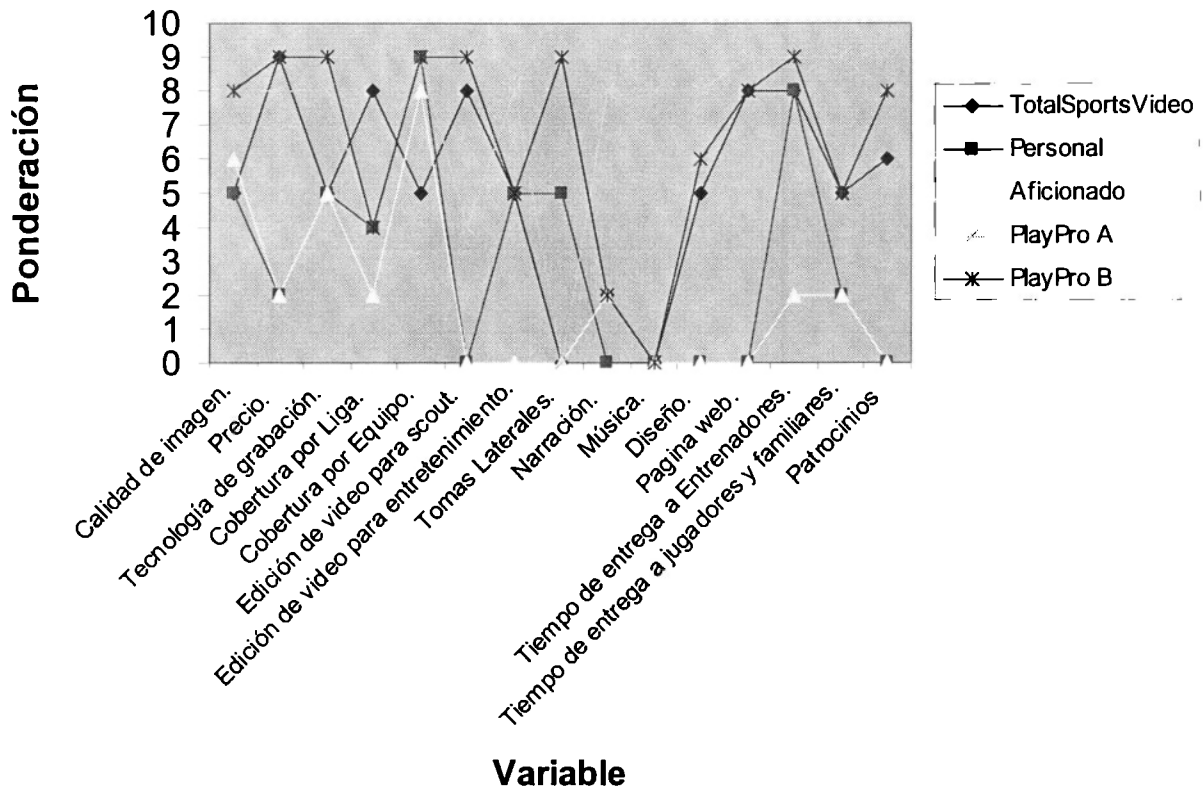 Ponderación
10
9
8
7
6
5
4
3
2
1
0
Calidad de imagen.
Precio.
Tecnología de grabación.
Cobertura por Liga.
Cobertura por Equipo.
Edición de video para scout.
Edición de video para entretenimiento.
Tomas Laterales.
Narración.
Música.
Diseño.
Pagina web.
Tiempo de entrega a Entrenadores.
Tiempo de entrega a jugadores y familiares.
Patrocinios
Variable
TotalSportsVideo
Personal
Aficionado
PlayPro A
PlayPro B